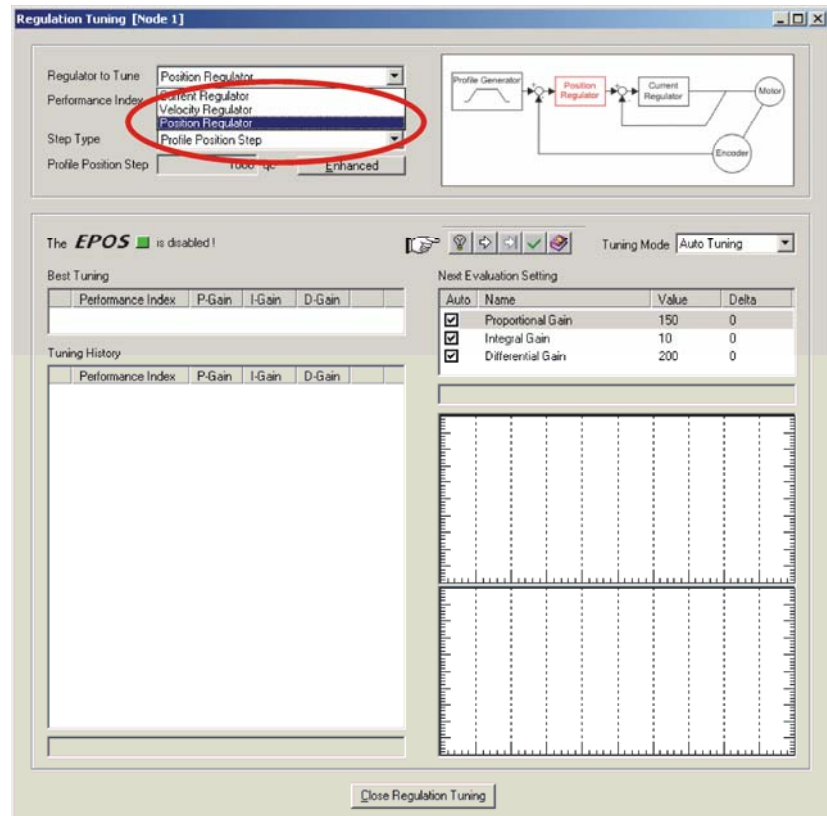 Regulation Tuning [Node 1]
Regulator to Tune Position Regulator
Performance Index Current Regulator
Velocity Regulator
Position Regulator
Step Type Profile Position Step
Profile Position Step 1000 qc Enhanced
Profile Generator
Position Regulator
Current Regulator
Motor
Encoder
The EPOS is disabled !
Tuning Mode Auto Tuning
Best Tuning
Performance Index P-Gain I-Gain D-Gain
Next Evaluation Setting
Auto Name Value Delta
Proportional Gain 150 0
Integral Gain 10 0
Differential Gain 200 0
Tuning History
Performance Index P-Gain I-Gain D-Gain
Close Regulation Tuning